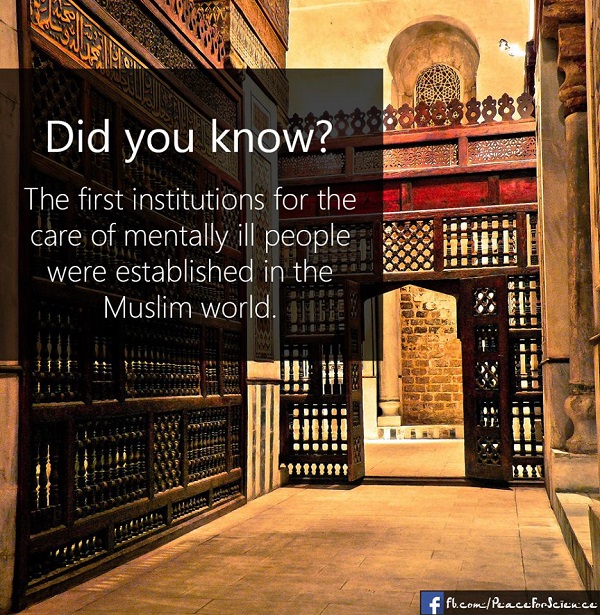 Did you know?
The first institutions for the
care of mentally ill people
were established in the
Muslim world.
f fb.com/PeaceForScience